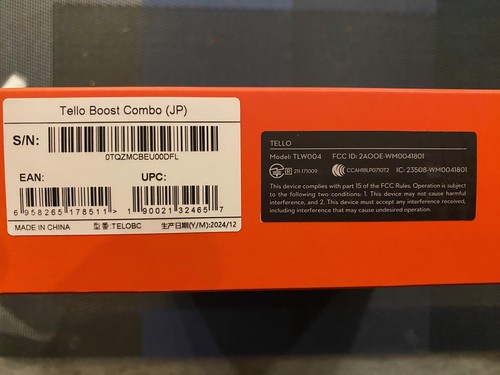 Tello Boost Combo (JP)
S/N:
0TQZMCBEU00DFL
EAN:
UPC:
6 958265 178511 >
1 90021 32465 7
MADE IN CHINA 型号:TELOBC 生产日期(Y/M):2024/12
TELLO
Model: TLW004 FCC ID: 2AOOE-WM0041801
R 211-171009 CCAH18LP0710T2 IC: 23508-WM0041801
This device complies with part 15 of the FCC Rules. Operation is subject
to the following two conditions: 1. This device may not cause harmful
interference, and 2. This device must accept any interference received,
including interference that may cause undesired operation.